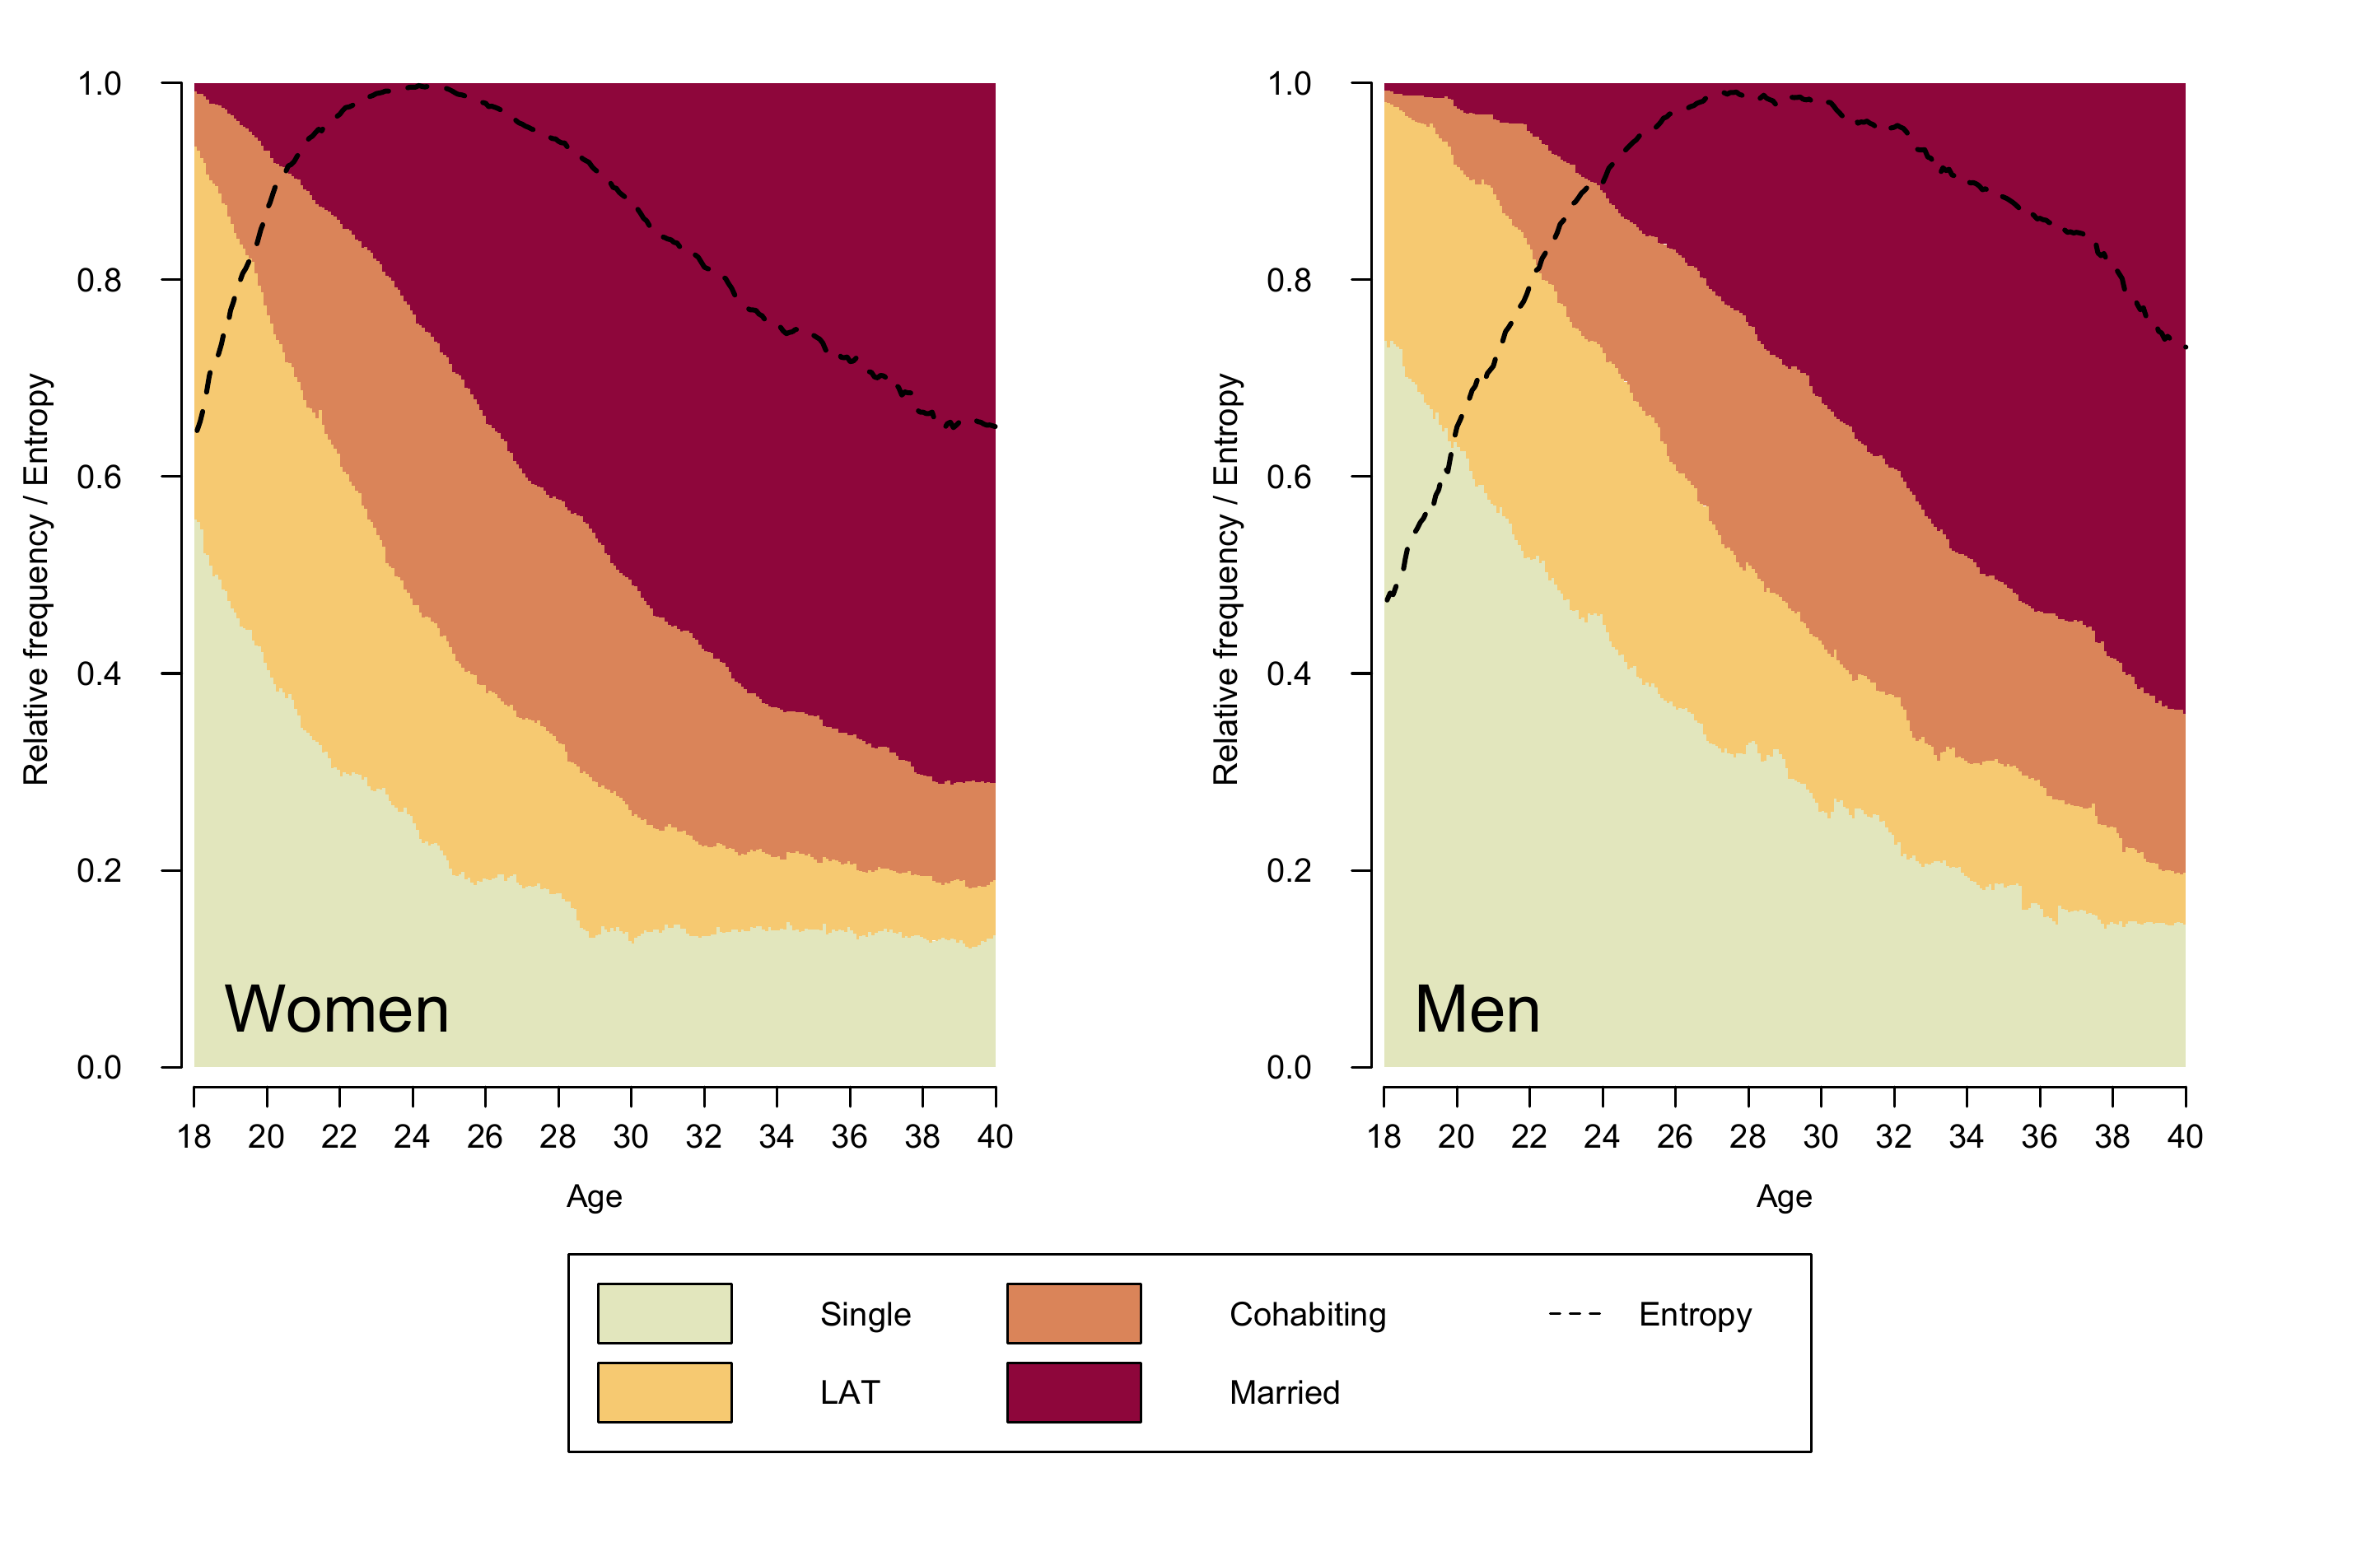 Relative frequency / Entropy
1.0
0.8
0.6
0.4
0.2
0.0
Women
18 20 22 24 26 28 30 32 34 36 38 40
Age
Relative frequency / Entropy
1.0
0.8
0.6
0.4
0.2
0.0
Men
18 20 22 24 26 28 30 32 34 36 38 40
Age
Single
Cohabiting
Entropy
LAT
Married